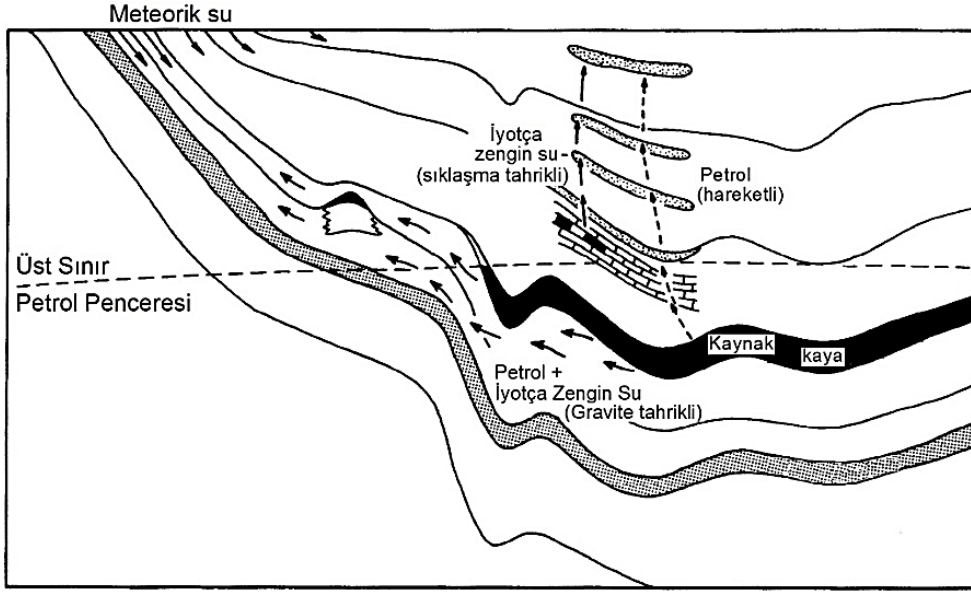 Meteorik su
İyotça
zengin su
(sıklaşma tahrikli)
Petrol
(hareketli)
Üst Sınır
Petrol Penceresi
Kaynak
kaya
Petrol +
İyotça Zengin Su
(Gravite tahrikli)